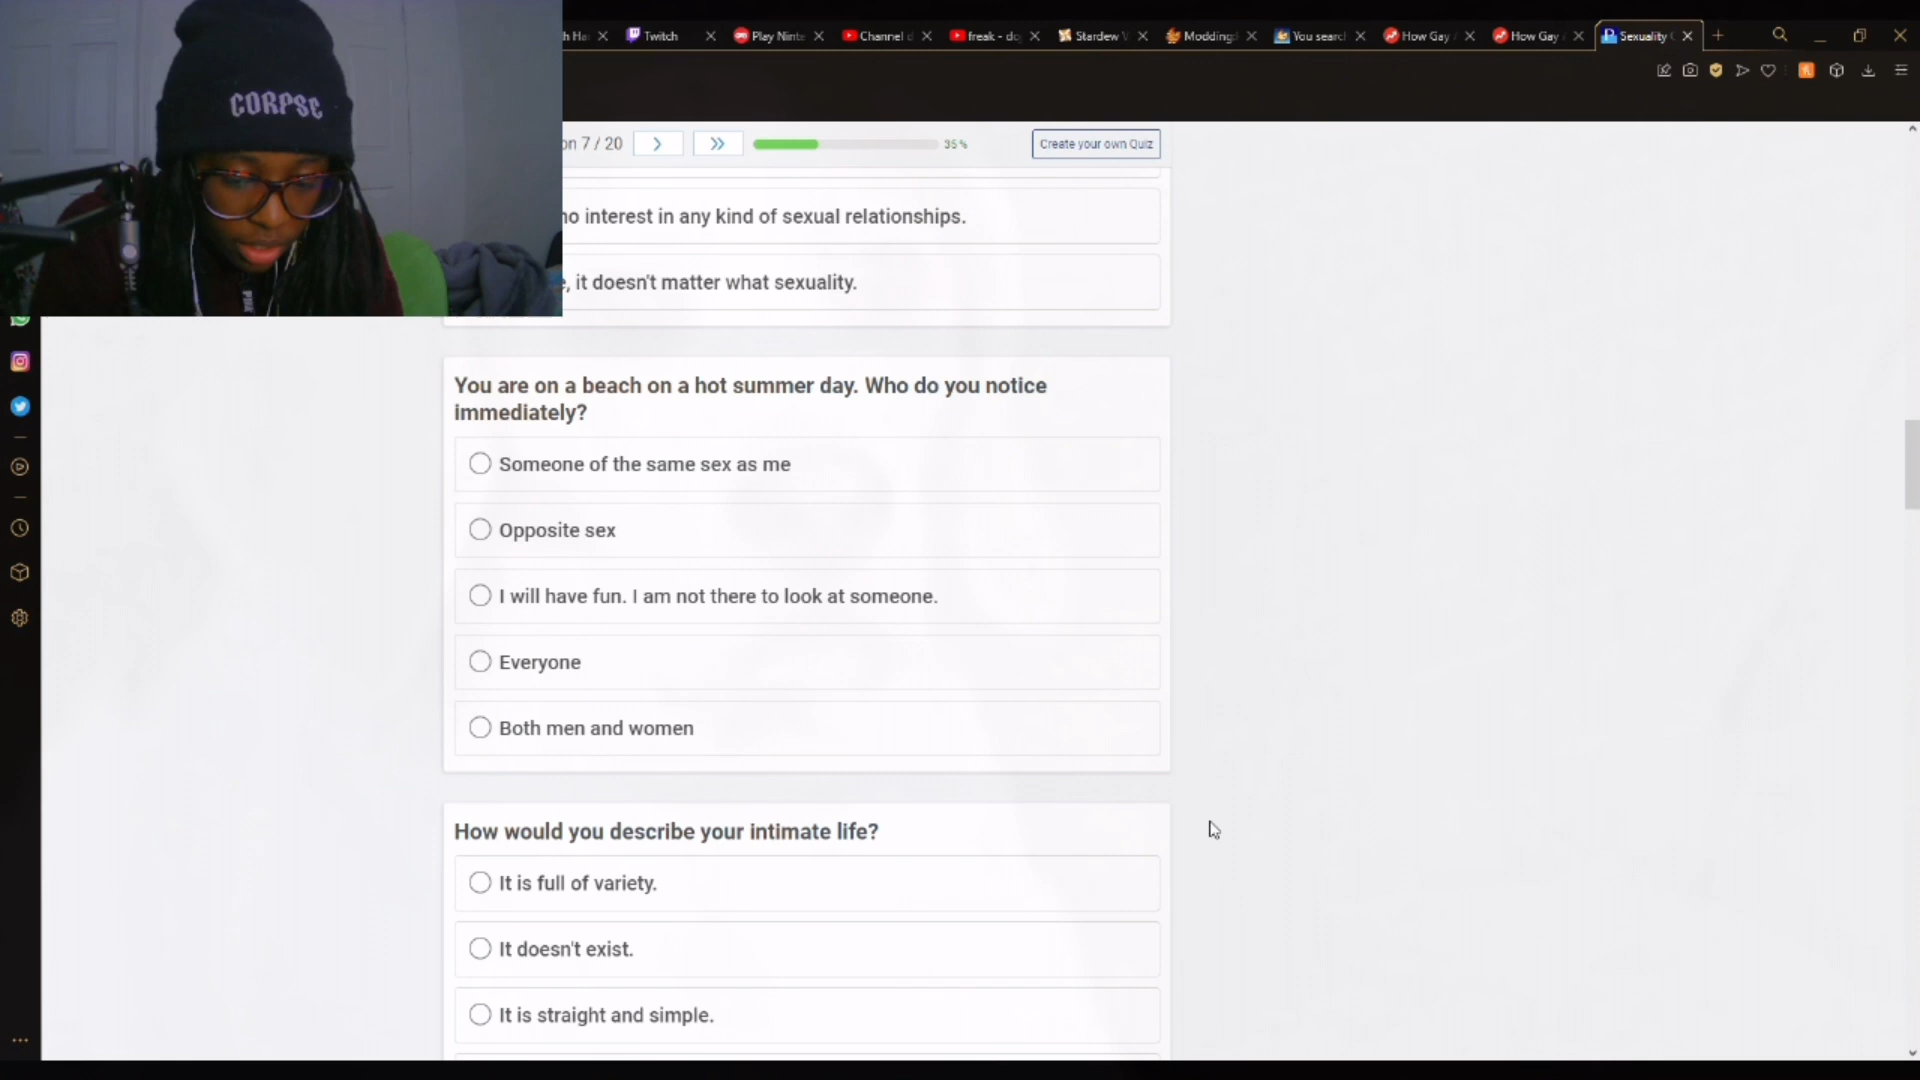 CORPSE
h Ha
Twitch
Play Ninte
Channel d
freak - do
Stardew V
Modding:
You searc
How Gay
How Gay
Sexuality
on 7 / 20
35%
Create your own Quiz
no interest in any kind of sexual relationships.
, it doesn't matter what sexuality.
You are on a beach on a hot summer day. Who do you notice
immediately?
Someone of the same sex as me
Opposite sex
I will have fun. I am not there to look at someone.
Everyone
Both men and women
How would you describe your intimate life?
It is full of variety.
It doesn't exist.
It is straight and simple.